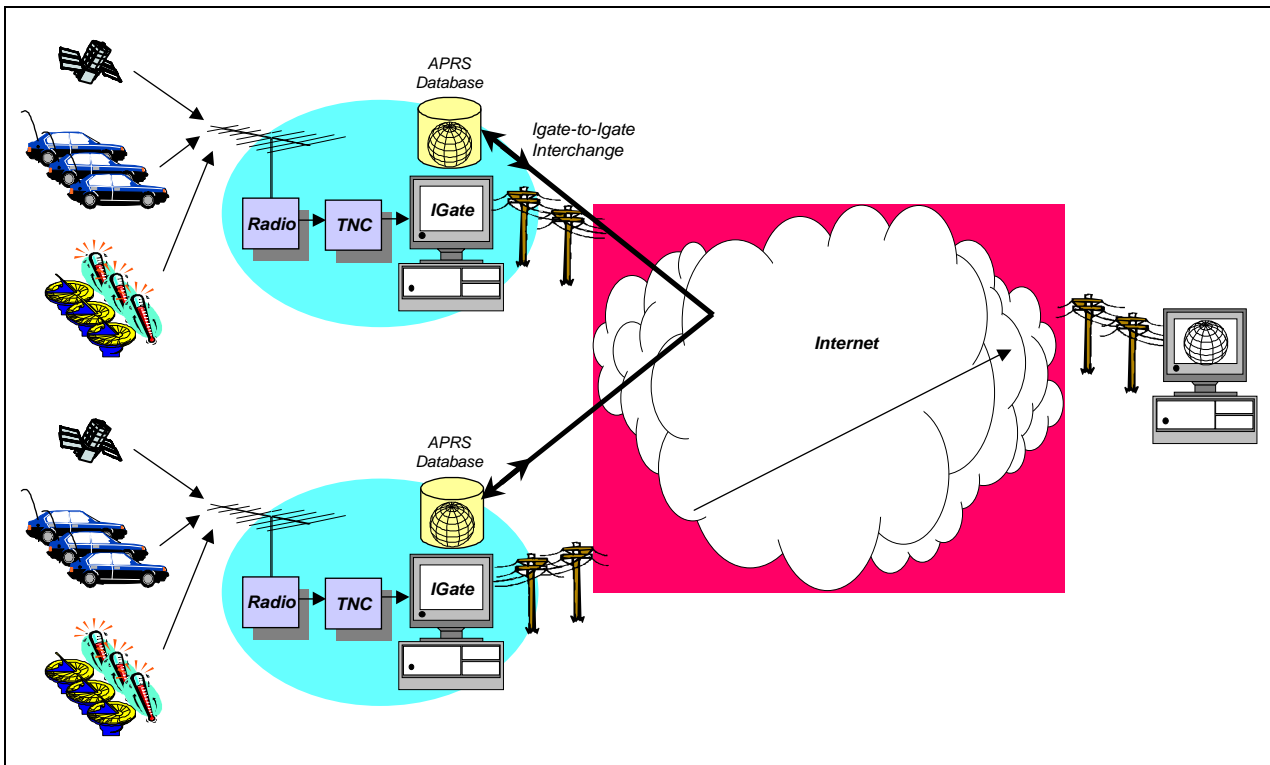 APRS
Database
Igate-to-Igate
Interchange
IGate
Radio
TNC
Internet
APRS
Database
IGate
Radio
TNC